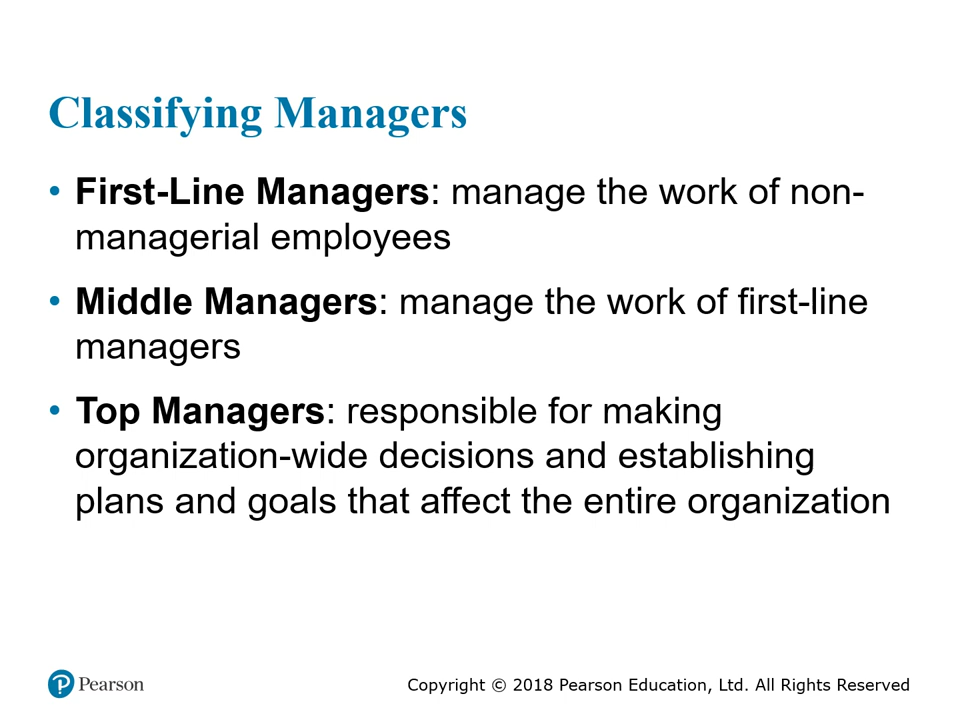 Classifying Managers
• First-Line Managers: manage the work of non-
managerial employees
• Middle Managers: manage the work of first-line
managers
• Top Managers: responsible for making
organization-wide decisions and establishing
plans and goals that affect the entire organization
P Pearson
Copyright © 2018 Pearson Education, Ltd. All Rights Reserved